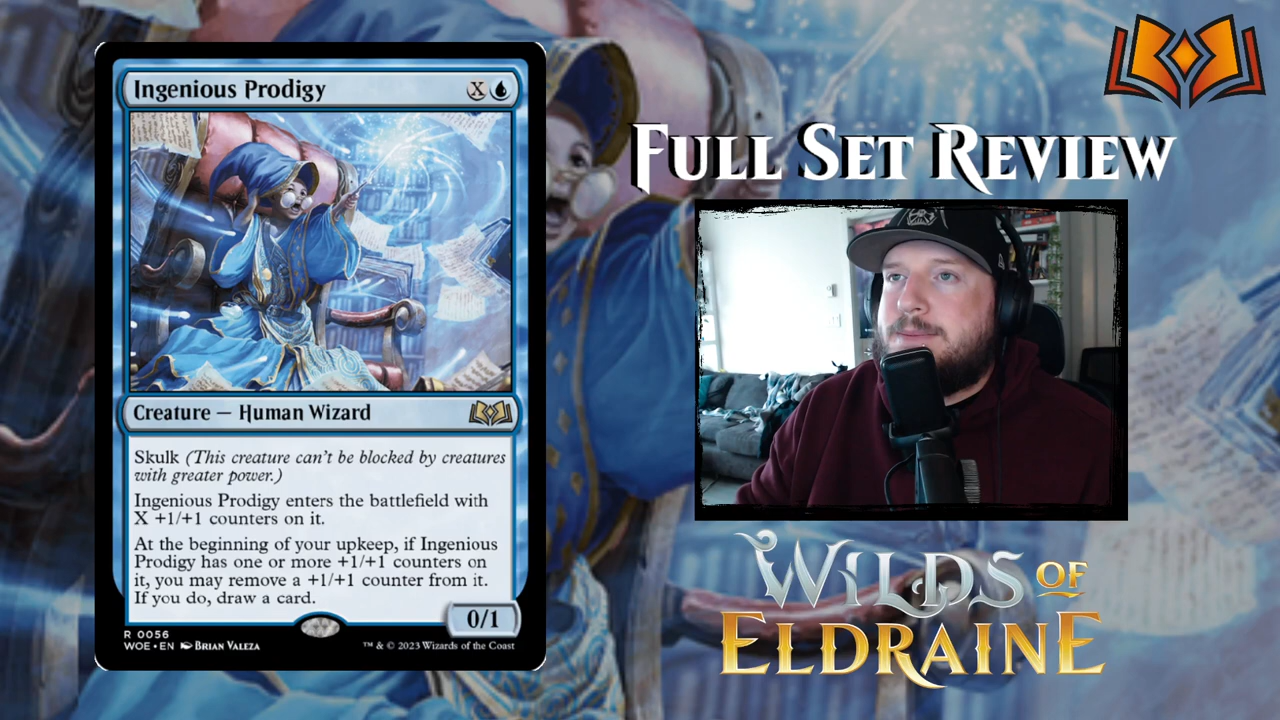 Ingenious Prodigy X
Creature — Human Wizard
Skulk (This creature can't be blocked by creatures
with greater power.)
Ingenious Prodigy enters the battlefield with
X +1/+1 counters on it.
At the beginning of your upkeep, if Ingenious
Prodigy has one or more +1/+1 counters on
it, you may remove a +1/+1 counter from it.
If you do, draw a card.
0/1
R 0056
WOE • EN BRIAN VALEZA
™ & © 2023 Wizards of the Coast
FULL SET REVIEW
WILDS OF
ELDRAINE